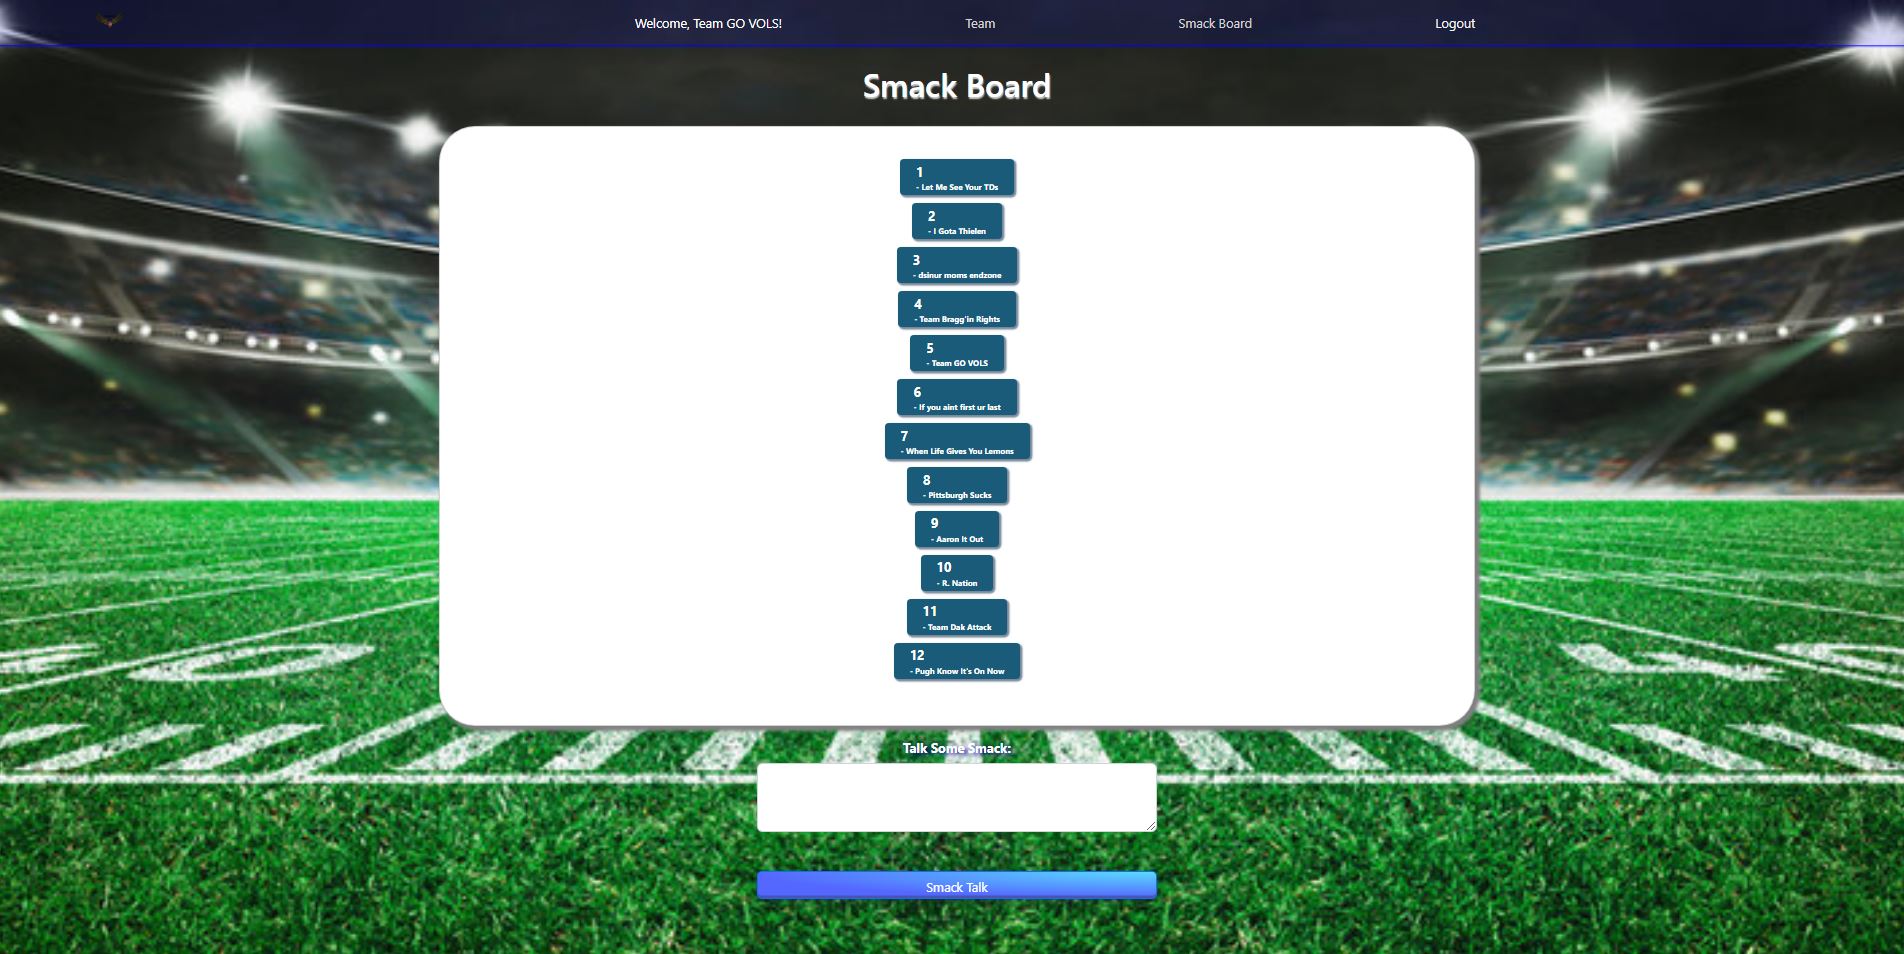 Welcome, Team GO VOLS! Team Smack Board Logout
Smack Board
1
- Let Me See Your TDs
2
- I Gota Thielen
3
- dsinur moms endzone
4
- Team Bragg'in Rights
5
- Team GO VOLS
6
- If you aint first ur last
7
- When Life Gives You Lemons
8
- Pittsburgh Sucks
9
- Aaron It Out
10
- R. Nation
11
- Team Dak Attack
12
- Pugh Know It's On Now
Talk Some Smack:
Smack Talk